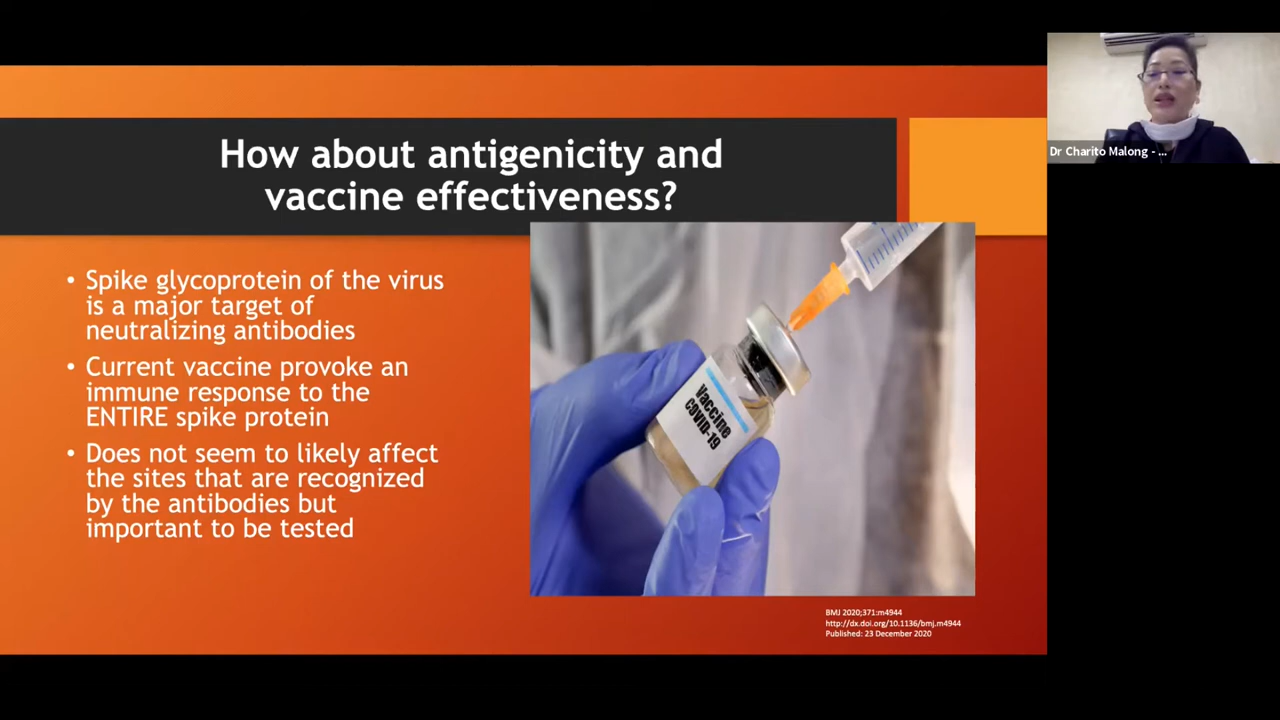 How about antigenicity and
vaccine effectiveness?
• Spike glycoprotein of the virus
is a major target of
neutralizing antibodies
• Current vaccine provoke an
immune response to the
ENTIRE spike protein
• Does not seem to likely affect
the sites that are recognized
by the antibodies but
important to be tested
vaccine
COVID-19
BMJ 2020;371:m4944
http://dx.doi.org/10.1136/bmj.m4944
Published: 23 December 2020
Dr Charito Malong - ...